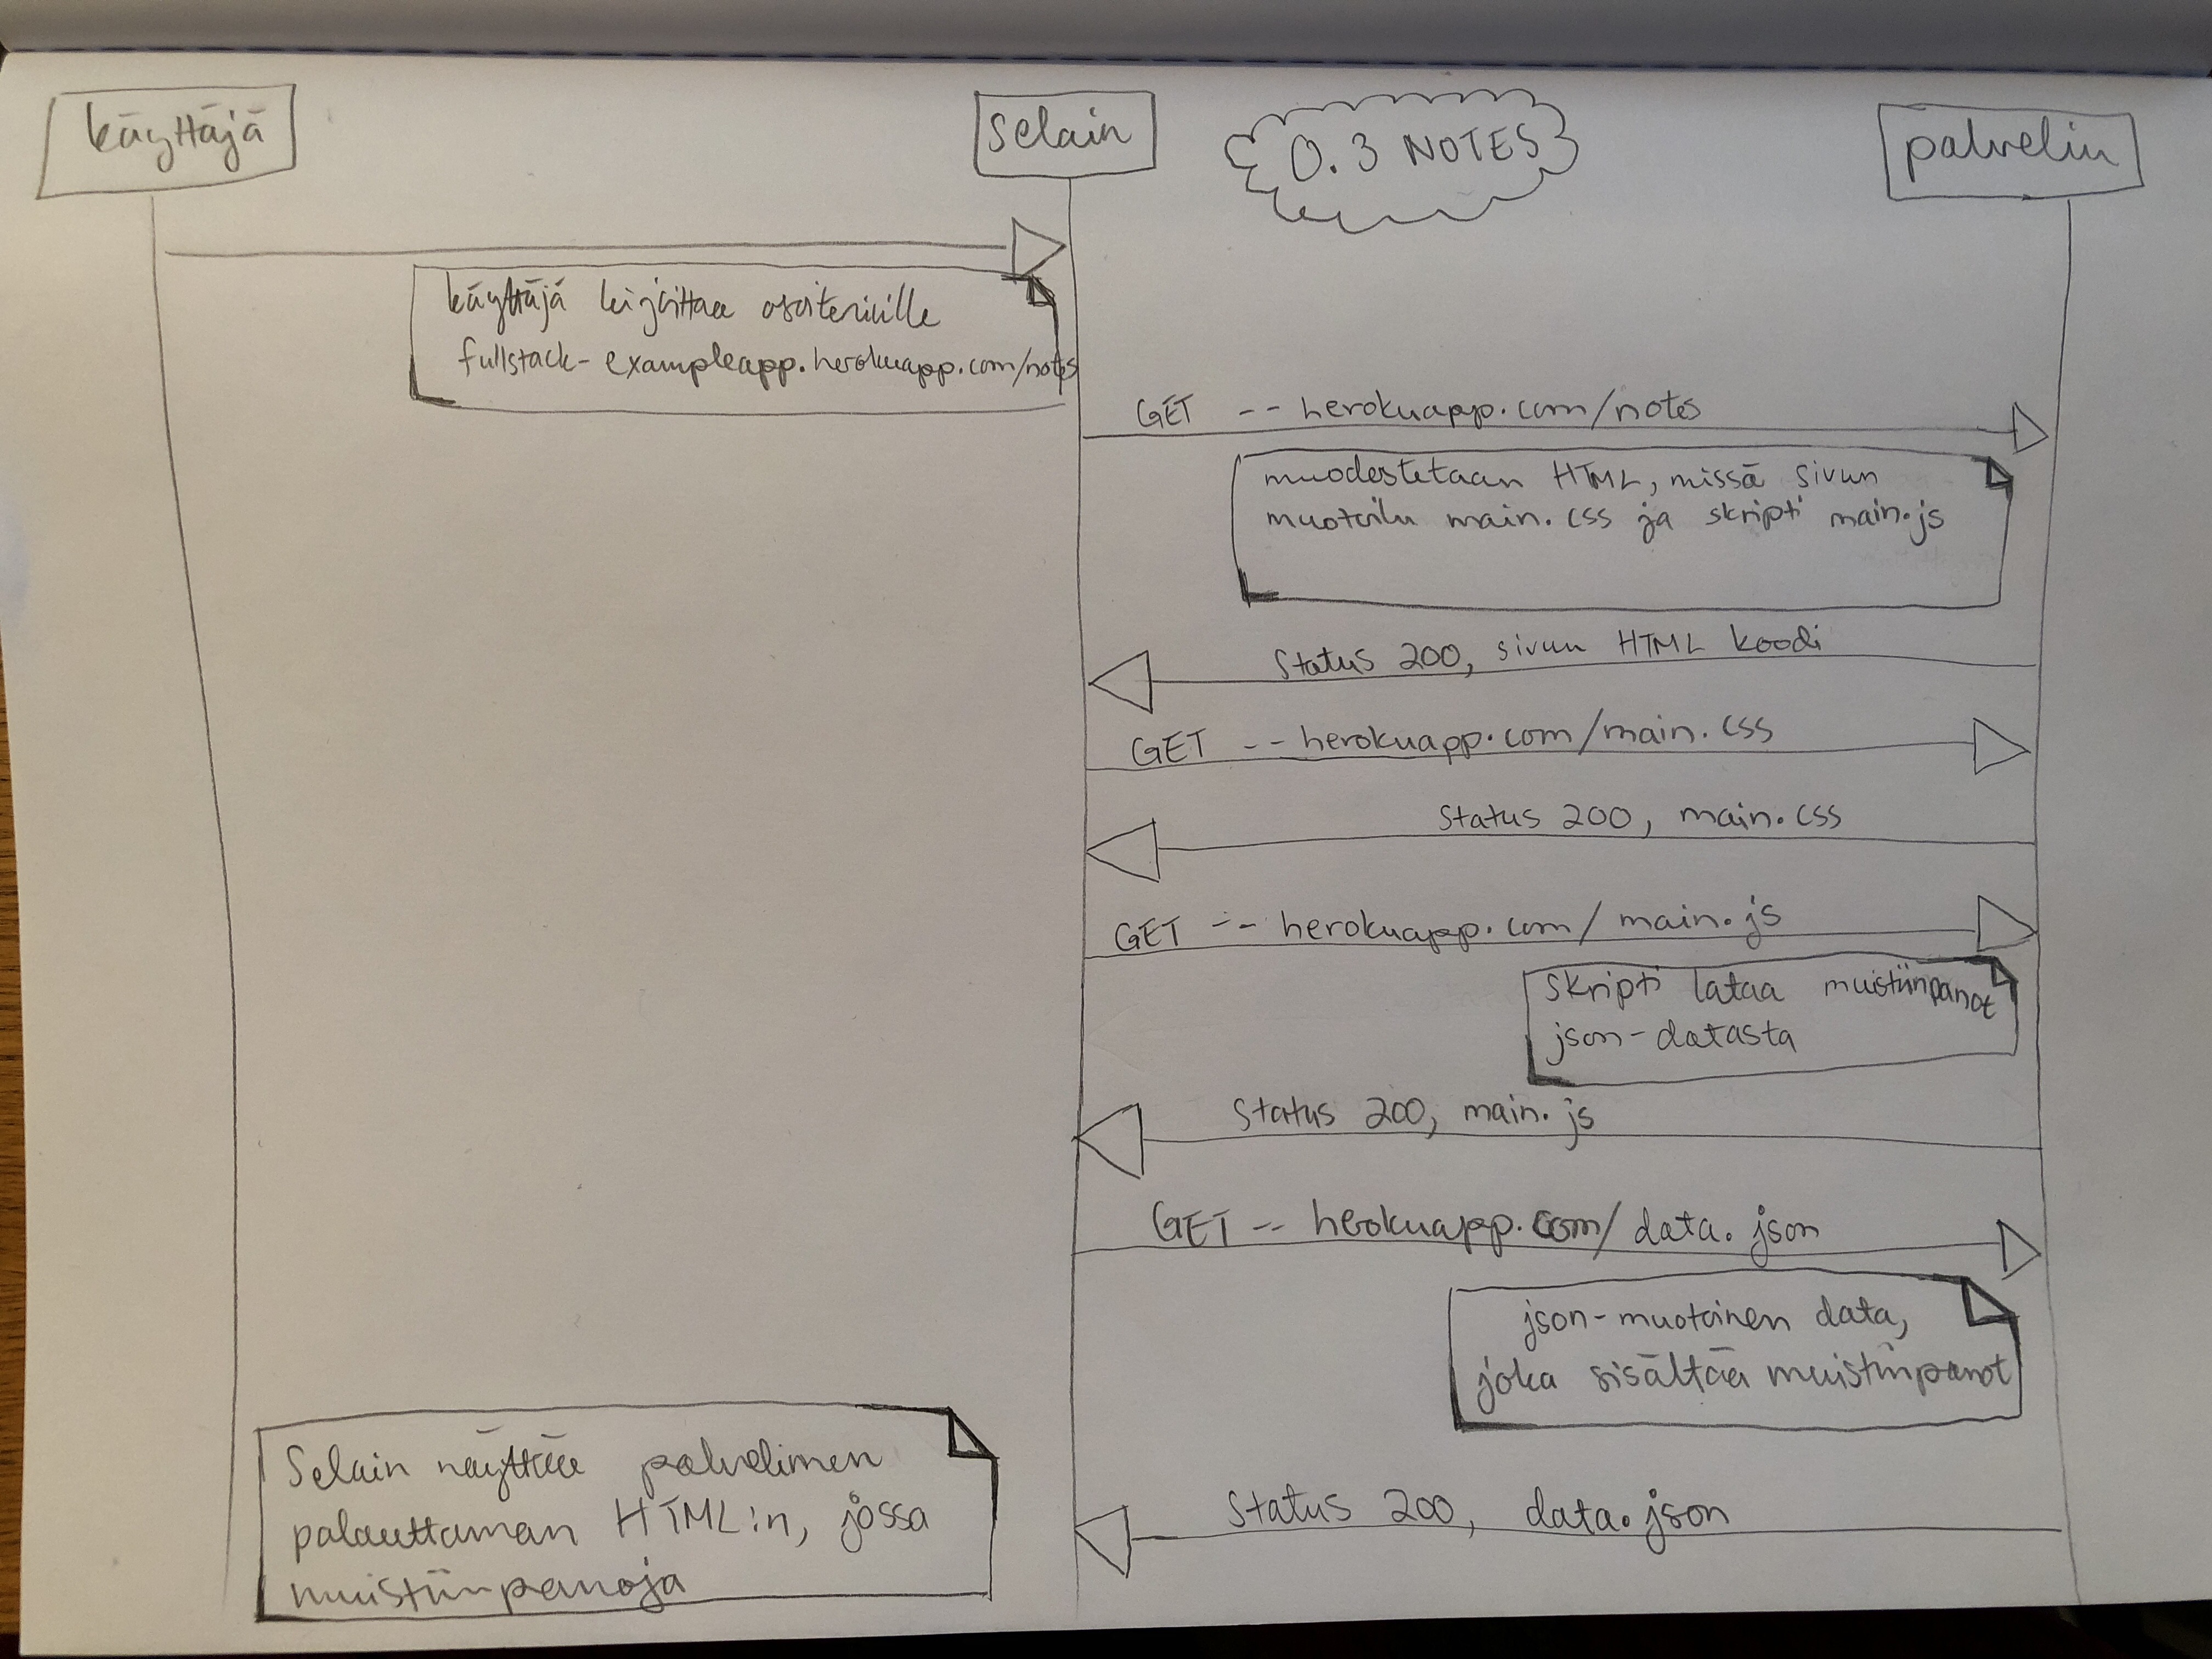 käyttäjä
selain
0.3 NOTES
palvelin
käyttäjä kirjoittaa osoiteriville
fullstack-exampleapp.herokuapp.com/notes
GET --herokuapp.com/notes
muodostetaan HTML, missä sivun
muotoilu main.css ja skripti main.js
Status 200, sivun HTML koodi
GET --herokuapp.com/main.css
Status 200, main.css
GET --herokuapp.com/main.js
Skripti lataa muistiinpanot
json-datasta
Status 200, main.js
GET --herokuapp.com/data.json
json-muotoinen data,
joka sisältää muistiinpanot
Status 200, data.json
Selain näyttää palvelimen
palauttaman HTML:in, jossa
muistiinpanoja